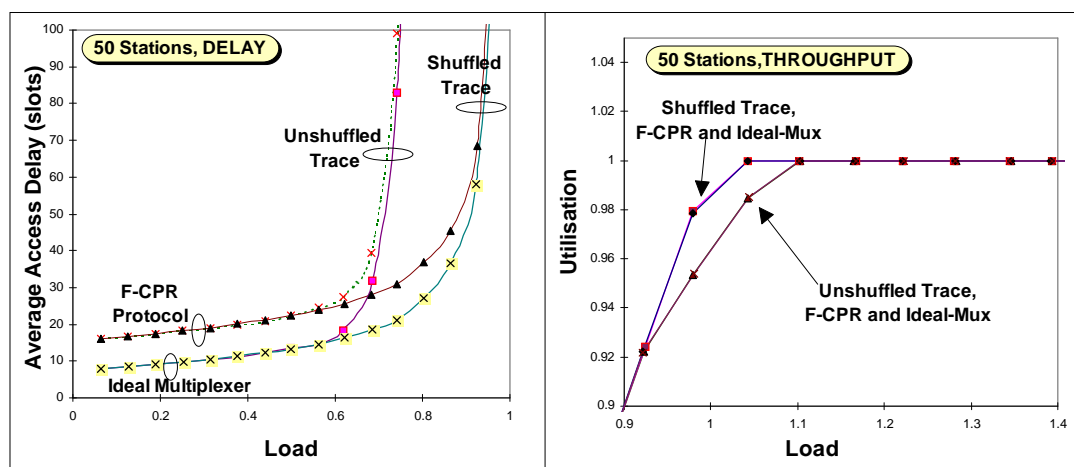 50 Stations, DELAY
Average Access Delay (slots)
100
90
80
70
60
50
40
30
20
10
0
Shuffled
Trace
Unshuffled
Trace
F-CPR
Protocol
Ideal Multiplexer
0
0.2
0.4
0.6
0.8
1
Load
50 Stations,THROUGHPUT
Utilisation
1.04
1.02
1
0.98
0.96
0.94
0.92
0.9
Shuffled Trace,
F-CPR and Ideal-Mux
Unshuffled Trace,
F-CPR and Ideal-Mux
0.9
1
1.1
1.2
1.3
1.4
Load